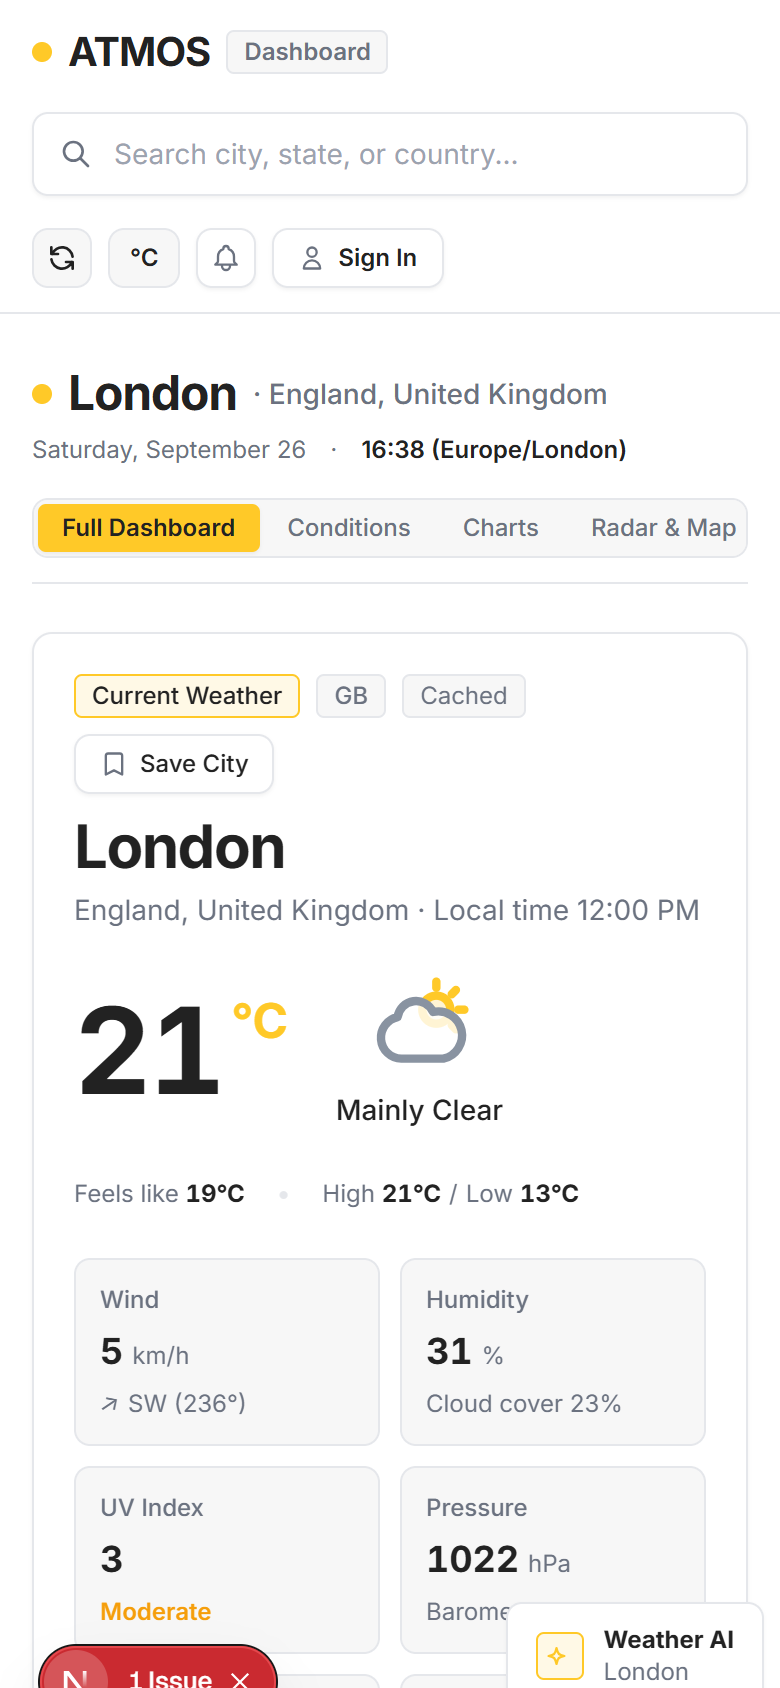 ATMOS Dashboard
Search city, state, or country...
°C Sign In
London · England, United Kingdom
Saturday, September 26 · 16:38 (Europe/London)
Full Dashboard Conditions Charts Radar & Map
Current Weather GB Cached
Save City
London
England, United Kingdom · Local time 12:00 PM
21 °C
Mainly Clear
Feels like 19°C • High 21°C / Low 13°C
Wind
5 km/h
↗ SW (236°)
Humidity
31 %
Cloud cover 23%
UV Index
3
Moderate
Pressure
1022 hPa
Weather AI
London
N 1 Issue ×